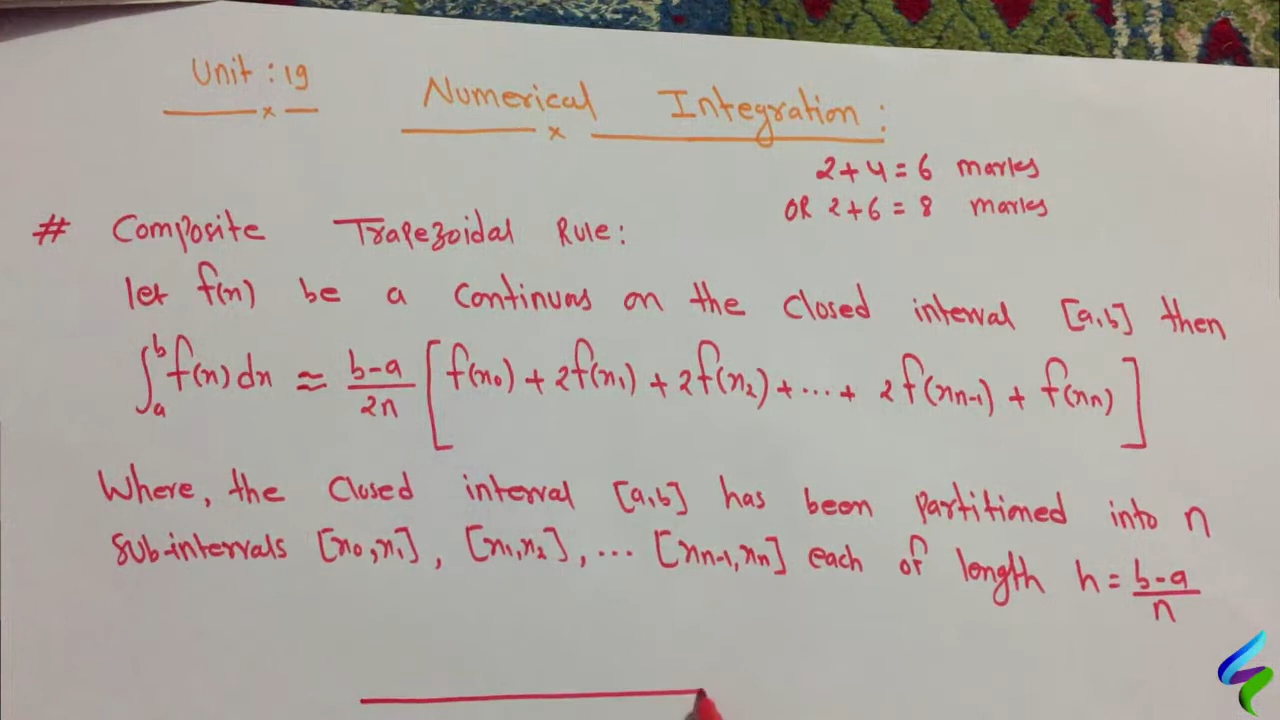 Unit : 19
Numerical Integration :
2 + 4 = 6 marks
OR 2 + 6 = 8 marks
# Composite Trapezoidal Rule :
let f(x) be a continuos on the closed interval [a,b] then
∫ₐᵇ f(x) dx ≈ (b-a)/2n [f(x₀) + 2f(x₁) + 2f(x₂) + ... + 2f(xₙ₋₁) + f(xₙ)]
Where, the closed interval [a,b] has been partitioned into n
sub-intervals [x₀,x₁], [x₁,x₂], ... [xₙ₋₁,xₙ] each of length h = (b-a)/n